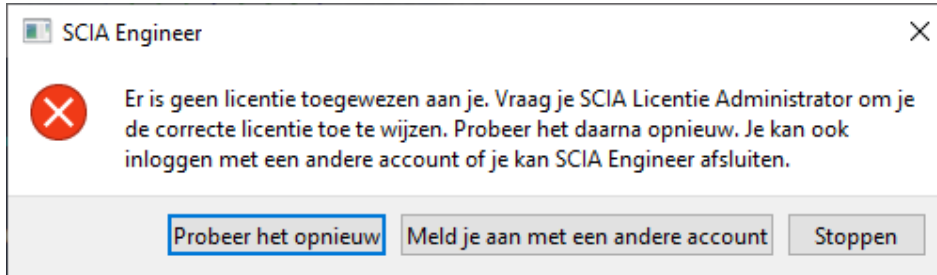 SCIA Engineer
Er is geen licentie toegewezen aan je. Vraag je SCIA Licentie Administrator om je
de correcte licentie toe te wijzen. Probeer het daarna opnieuw. Je kan ook
inloggen met een andere account of je kan SCIA Engineer afsluiten.
Probeer het opnieuw Meld je aan met een andere account Stoppen